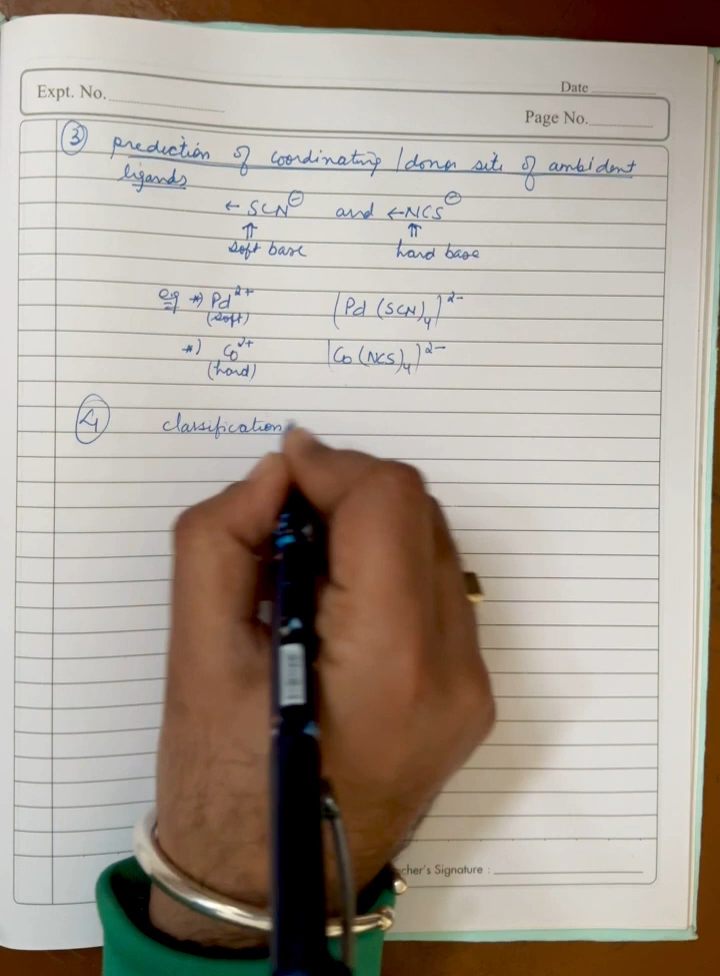 Expt. No.
Date
Page No.
③ prediction of coordinating / donor site of ambident
ligands
← SCN⊖ and ←NCS⊖
⇑ ⇑
soft base hard base
eg *) Pd²⁺ [Pd (SCN)₄]²⁻
(soft)
*) Co²⁺ [Co (NCS)₄]²⁻
(hard)
④ classification
cher's Signature :